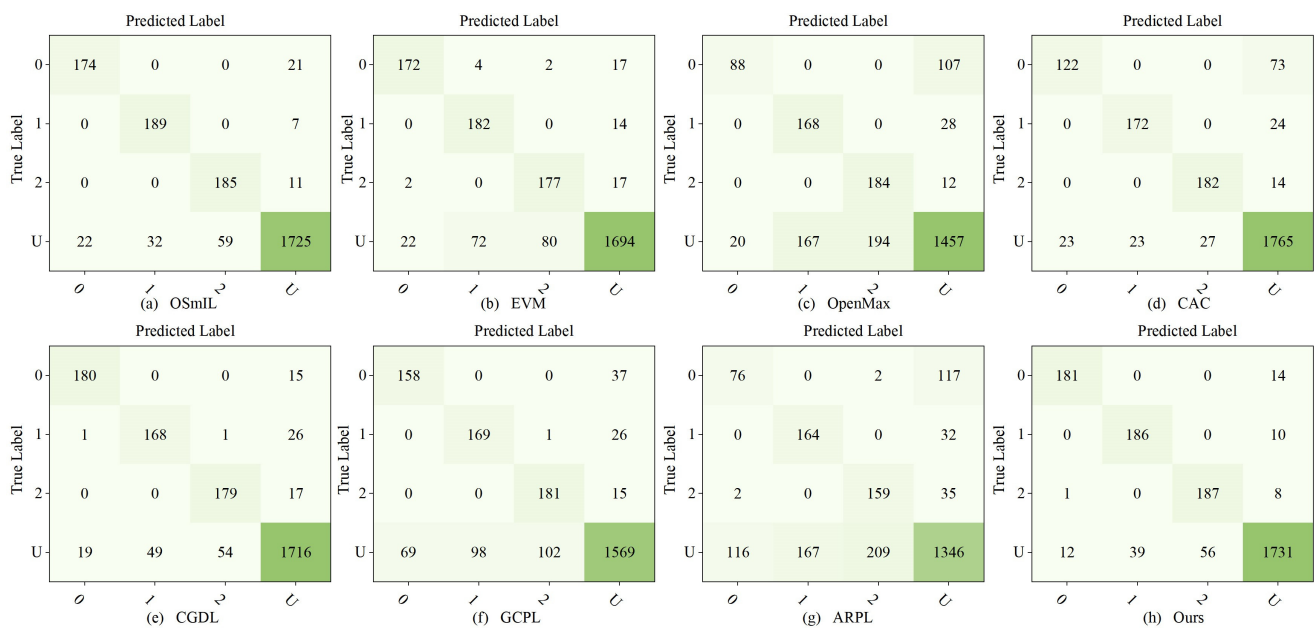 Predicted Label Predicted Label Predicted Label Predicted Label
True Label True Label True Label True Label
0 174 0 0 21 0 172 4 2 17 0 88 0 0 107 0 122 0 0 73
1 0 189 0 7 1 0 182 0 14 1 0 168 0 28 1 0 172 0 24
2 0 0 185 11 2 2 0 177 17 2 0 0 184 12 2 0 0 182 14
U 22 32 59 1725 U 22 72 80 1694 U 20 167 194 1457 U 23 23 27 1765
0 1 2 U 0 1 2 U 0 1 2 U 0 1 2 U
(a) OSmIL (b) EVM (c) OpenMax (d) CAC
Predicted Label Predicted Label Predicted Label Predicted Label
True Label True Label True Label True Label
0 180 0 0 15 0 158 0 0 37 0 76 0 2 117 0 181 0 0 14
1 1 168 1 26 1 0 169 1 26 1 0 164 0 32 1 0 186 0 10
2 0 0 179 17 2 0 0 181 15 2 2 0 159 35 2 1 0 187 8
U 19 49 54 1716 U 69 98 102 1569 U 116 167 209 1346 U 12 39 56 1731
0 1 2 U 0 1 2 U 0 1 2 U 0 1 2 U
(e) CGDL (f) GCPL (g) ARPL (h) Ours